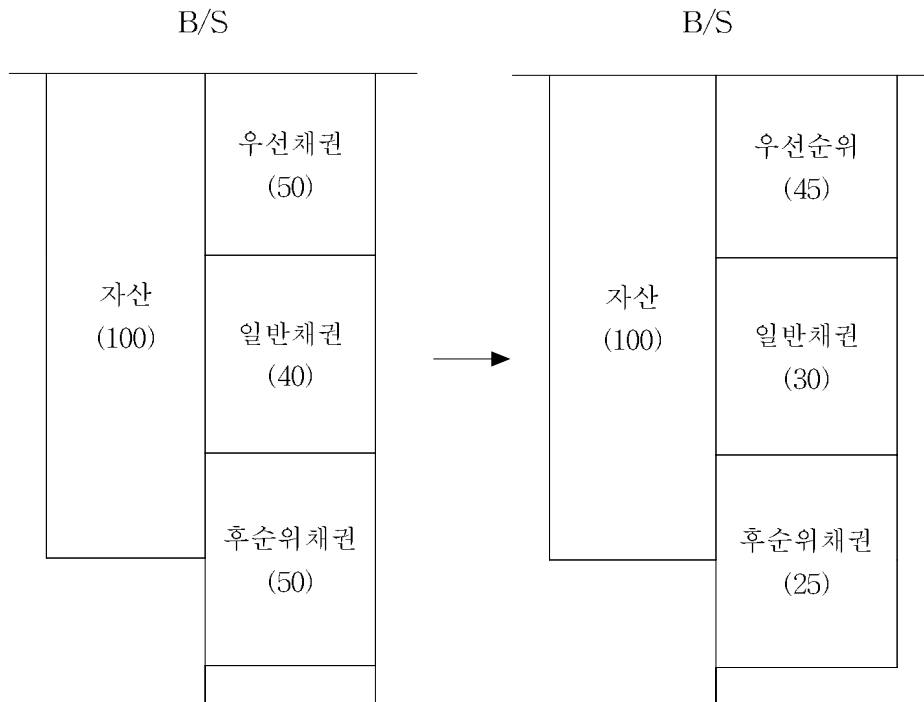 B/S
자산
(100)
우선채권
(50)
일반채권
(40)
후순위채권
(50)
B/S
자산
(100)
우선순위
(45)
일반채권
(30)
후순위채권
(25)